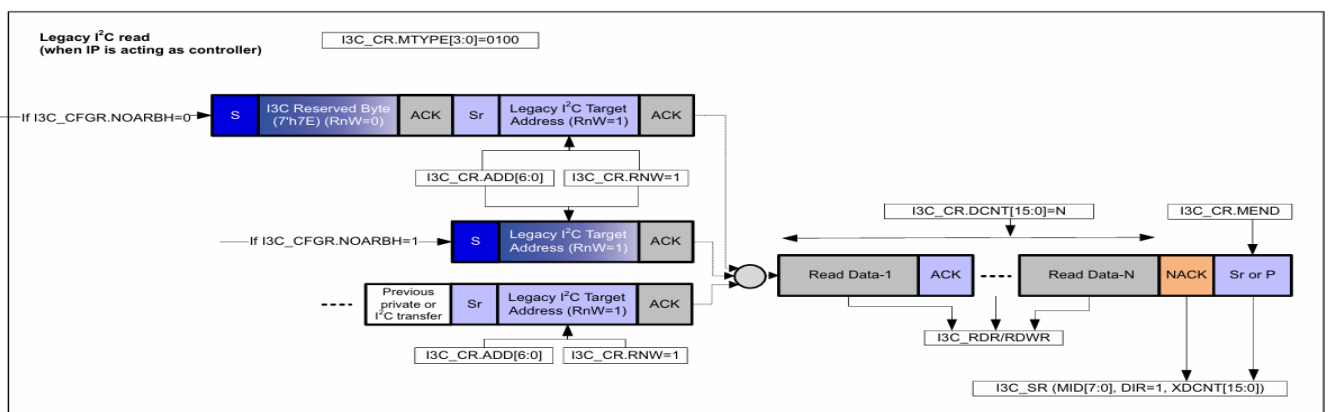 Legacy I²C read
(when IP is acting as controller)
I3C_CR.MTYPE[3:0]=0100
If I3C_CFGR.NOARBH=0
S
I3C Reserved Byte
(7'h7E) (RnW=0)
ACK
Sr
Legacy I²C Target
Address (RnW=1)
ACK
I3C_CR.ADD[6:0]
I3C_CR.RNW=1
If I3C_CFGR.NOARBH=1
S
Legacy I²C Target
Address (RnW=1)
ACK
Previous
private or
I²C transfer
Sr
Legacy I²C Target
Address (RnW=1)
ACK
I3C_CR.ADD[6:0]
I3C_CR.RNW=1
I3C_CR.DCNT[15:0]=N
I3C_CR.MEND
Read Data-1
ACK
Read Data-N
NACK
Sr or P
I3C_RDR/RDWR
I3C_SR (MID[7:0], DIR=1, XDCNT[15:0])